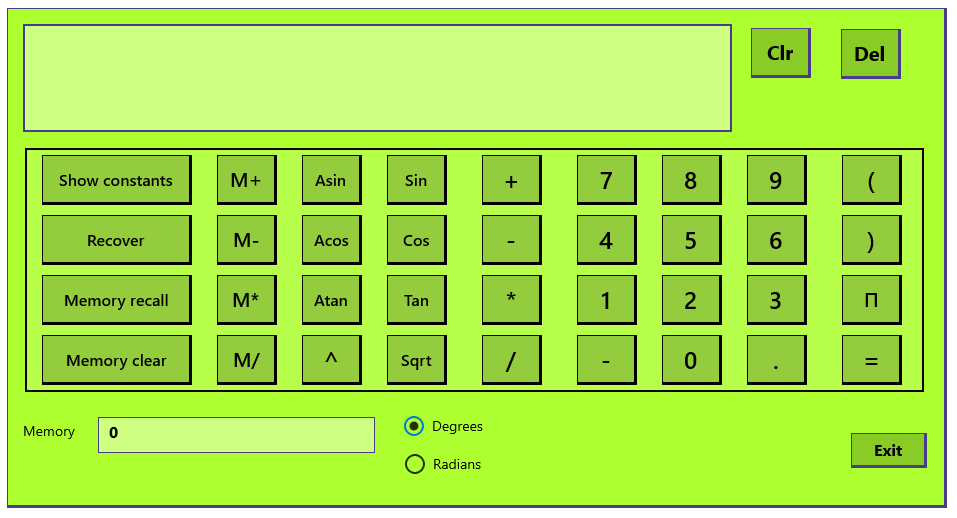 Clr Del
Show constants M+ Asin Sin + 7 8 9 (
Recover M- Acos Cos - 4 5 6 )
Memory recall M* Atan Tan * 1 2 3 Π
Memory clear M/ ^ Sqrt / - 0 . =
Memory 0 Degrees
Radians
Exit